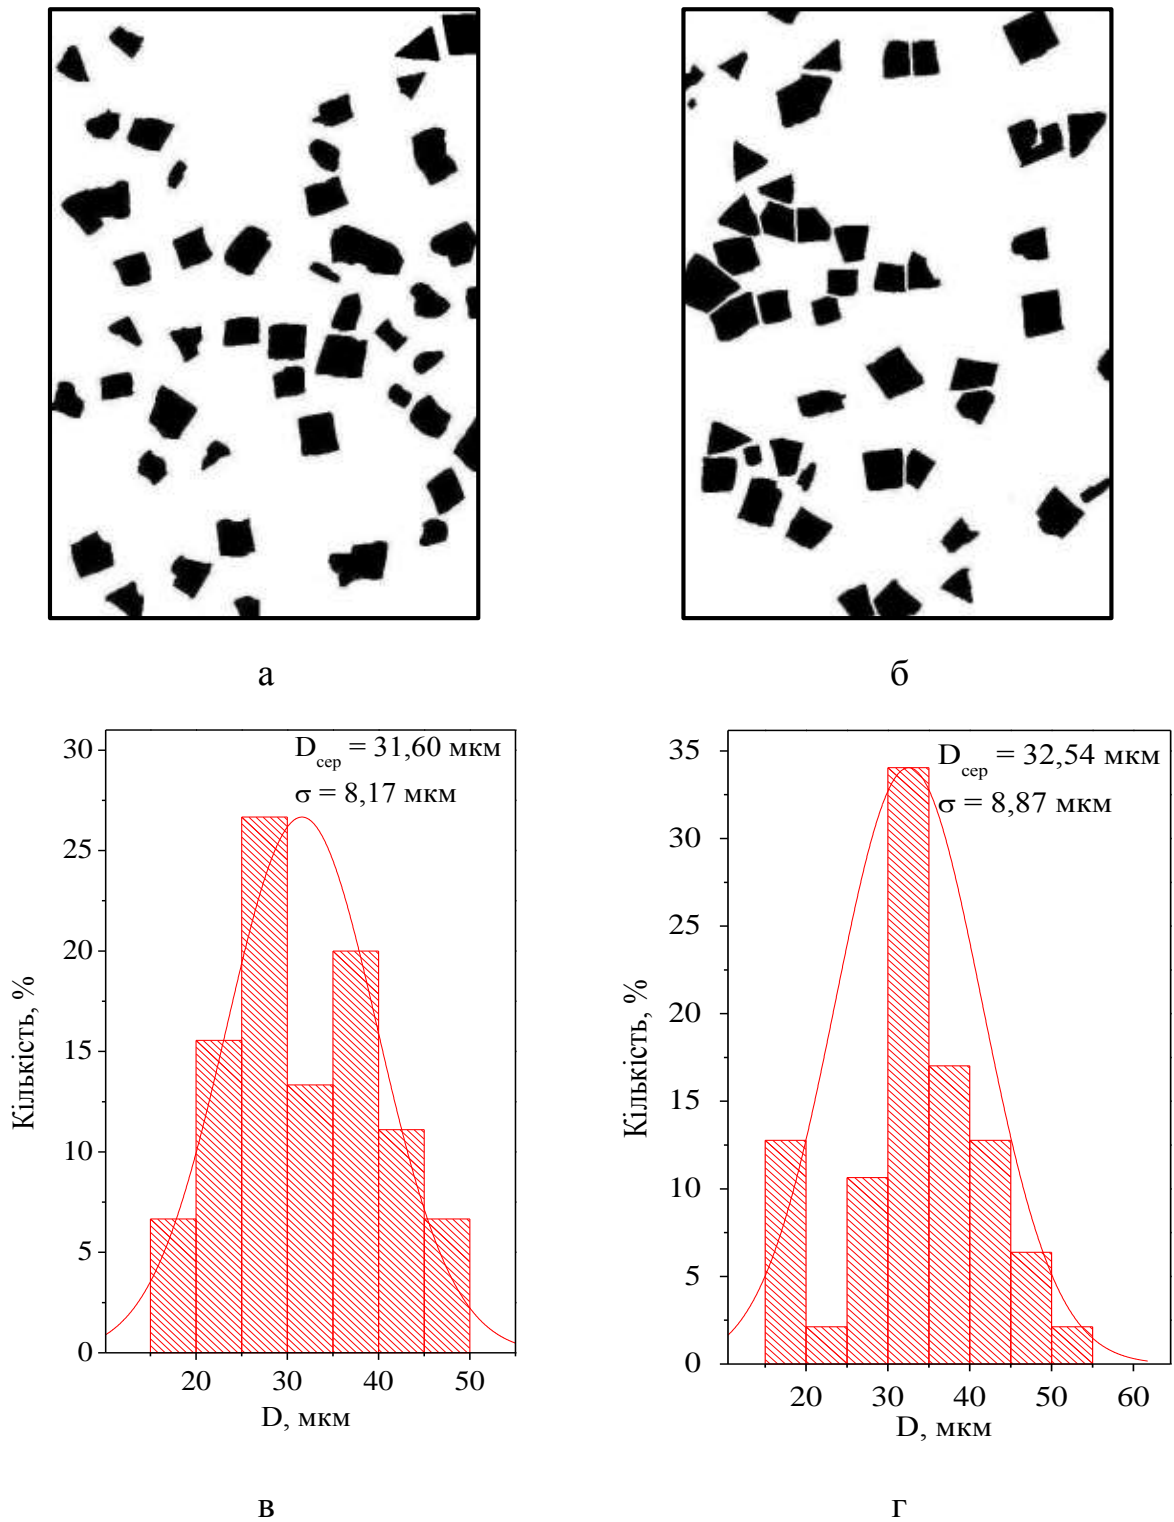 а
б
30
25
20
15
10
5
0
Кількість, %
D_сер = 31,60 мкм
σ = 8,17 мкм
20 30 40 50
D, мкм
35
30
25
20
15
10
5
0
Кількість, %
D_сер = 32,54 мкм
σ = 8,87 мкм
20 30 40 50 60
D, мкм
в
г